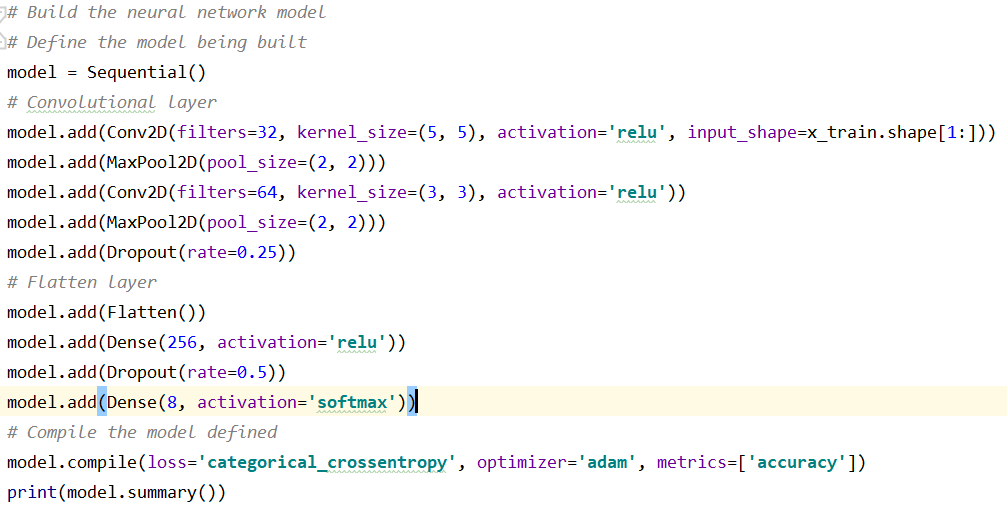 # Build the neural network model
# Define the model being built
model = Sequential()
# Convolutional layer
model.add(Conv2D(filters=32, kernel_size=(5, 5), activation='relu', input_shape=x_train.shape[1:]))
model.add(MaxPool2D(pool_size=(2, 2)))
model.add(Conv2D(filters=64, kernel_size=(3, 3), activation='relu'))
model.add(MaxPool2D(pool_size=(2, 2)))
model.add(Dropout(rate=0.25))
# Flatten layer
model.add(Flatten())
model.add(Dense(256, activation='relu'))
model.add(Dropout(rate=0.5))
model.add(Dense(8, activation='softmax'))
# Compile the model defined
model.compile(loss='categorical_crossentropy', optimizer='adam', metrics=['accuracy'])
print(model.summary())